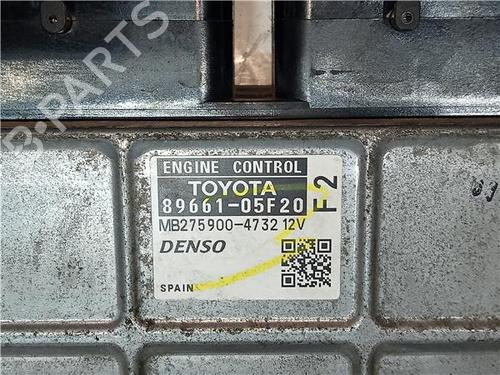 B-PARTS
ENGINE CONTROL
TOYOTA
89661-05F20
F2
MB275900-4732 12V
DENSO
SPAIN